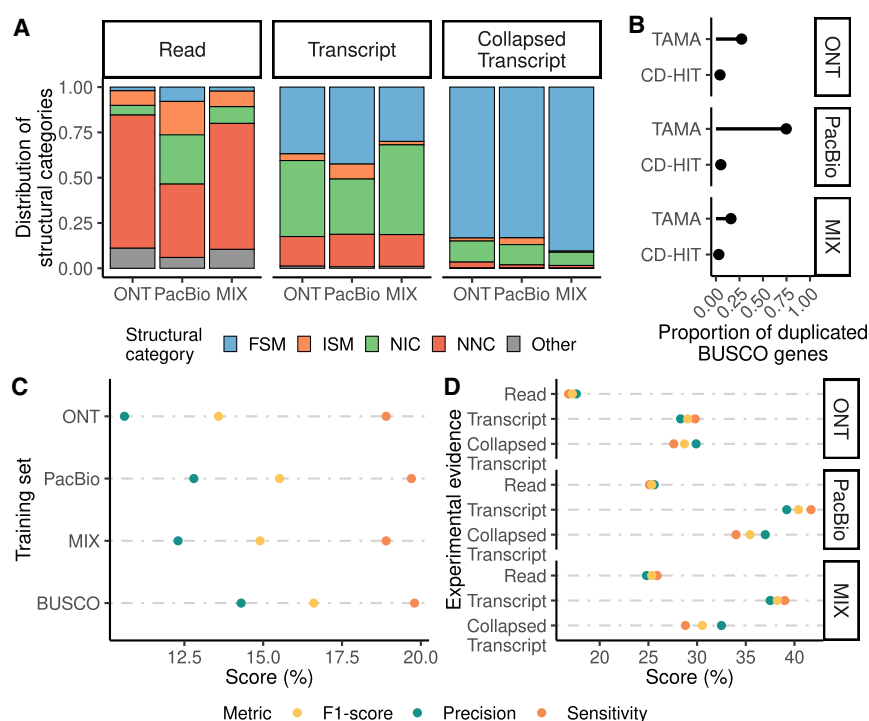 A
Read
Transcript
Collapsed
Transcript
Distribution of
structural categories
1.00
0.75
0.50
0.25
0.00
ONT PacBio MIX
ONT PacBio MIX
ONT PacBio MIX
Structural
category
FSM ISM NIC NNC Other
B
TAMA
CD-HIT
ONT
TAMA
CD-HIT
PacBio
TAMA
CD-HIT
MIX
0.00 0.25 0.50 0.75 1.00
Proportion of duplicated
BUSCO genes
C
Training set
ONT
PacBio
MIX
BUSCO
12.5 15.0 17.5 20.0
Score (%)
D
Experimental evidence
Read
Transcript
Collapsed
Transcript
ONT
Read
Transcript
Collapsed
Transcript
PacBio
Read
Transcript
Collapsed
Transcript
MIX
20 25 30 35 40
Score (%)
Metric F1-score Precision Sensitivity